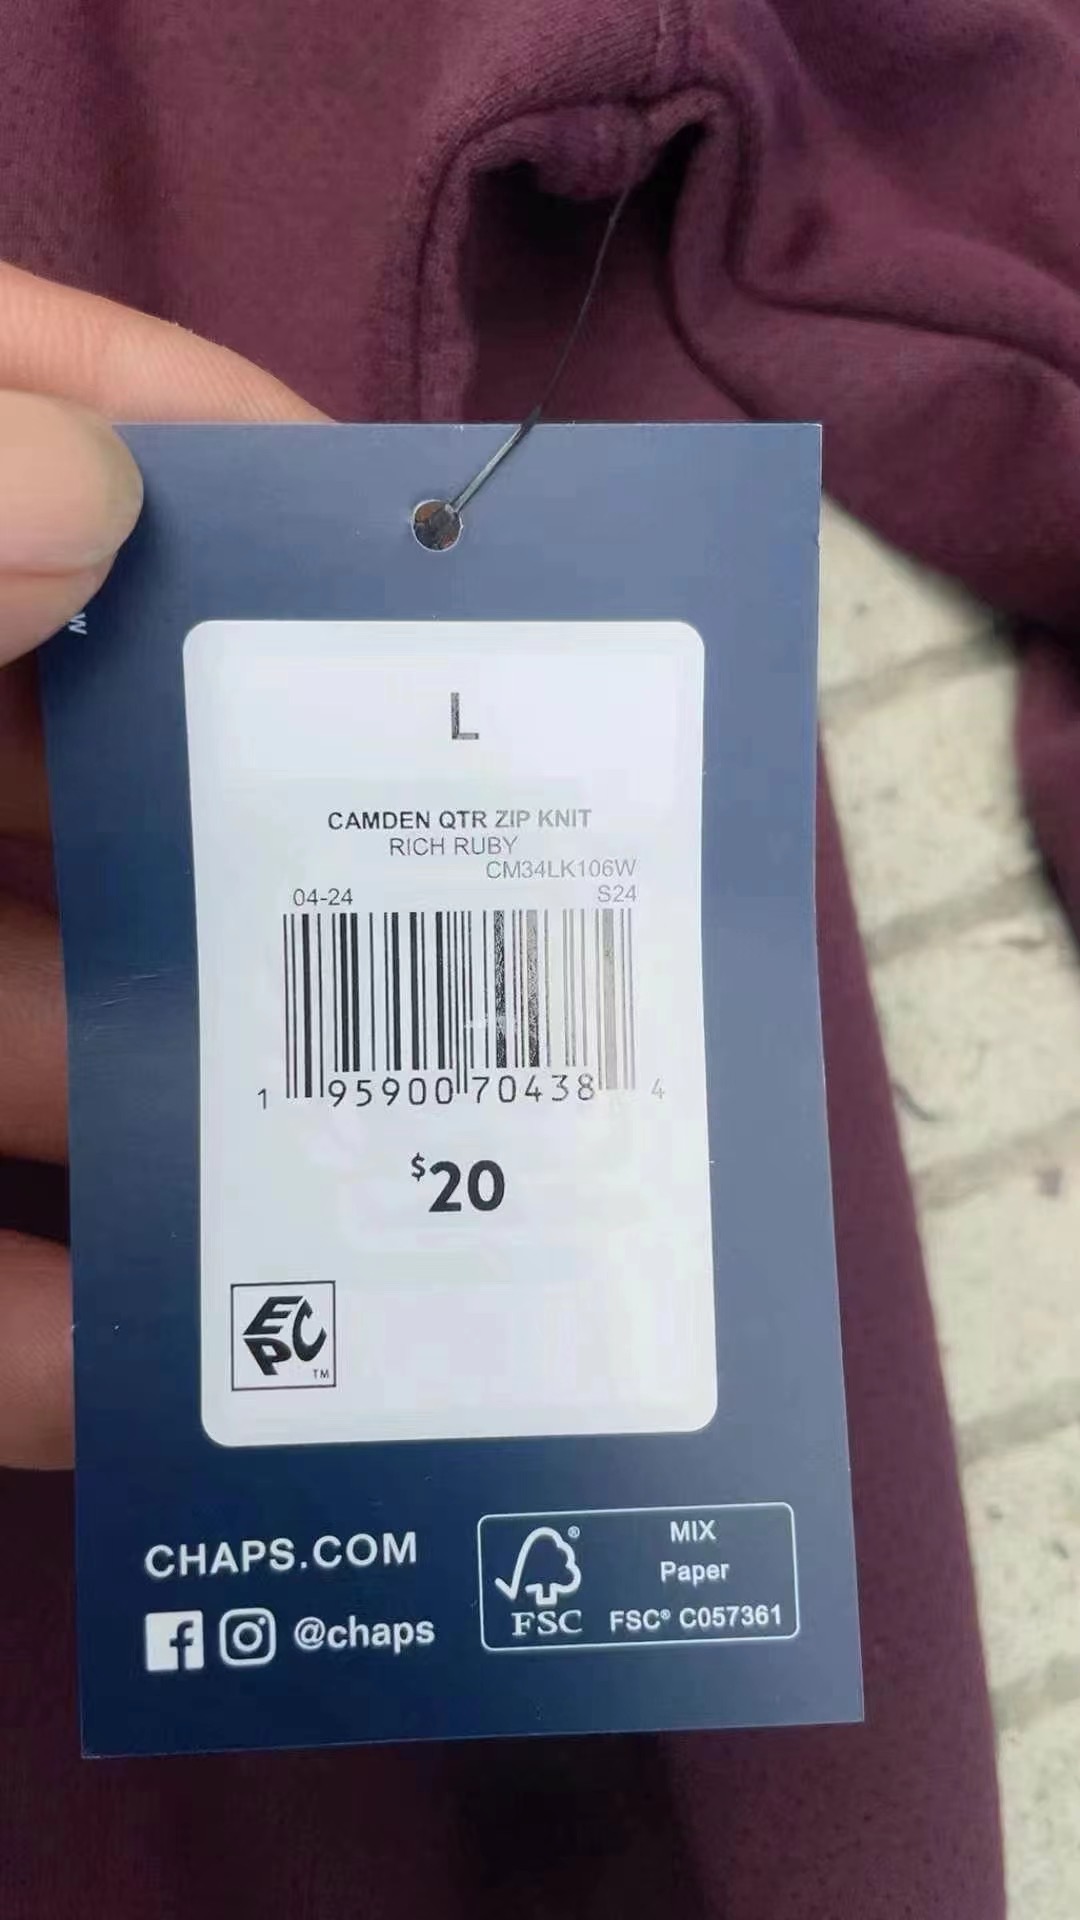 W
L
CAMDEN QTR ZIP KNIT
RICH RUBY
CM34LK106W
04-24 S24
1 95900 70438 4
$20
EPC
TM
CHAPS.COM
@chaps
MIX
Paper
FSC® C057361
®
FSC